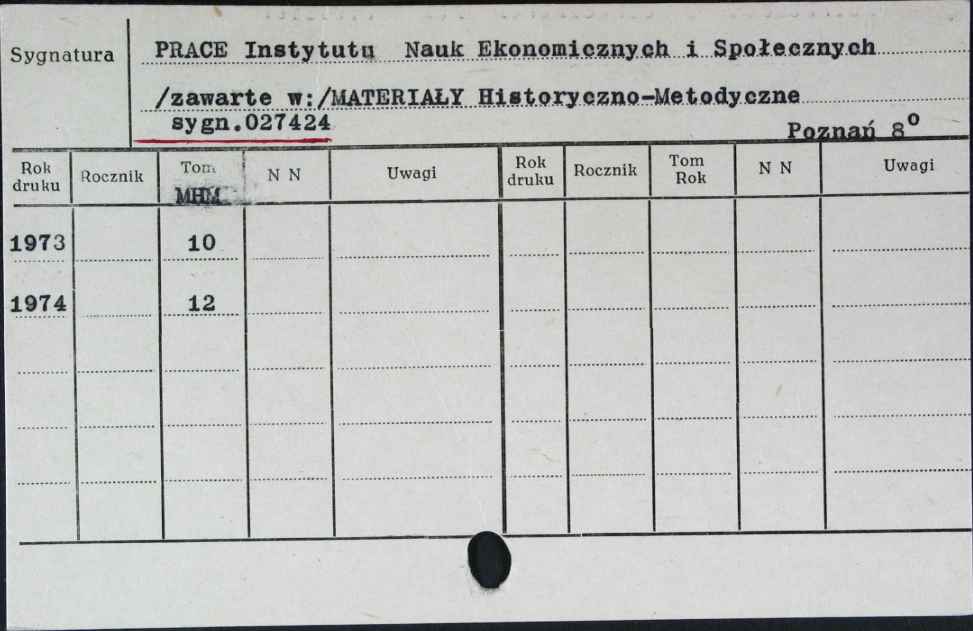 Sygnatura PRACE Instytutu Nauk Ekonomicznych i Społecznych
/zawarte w:/MATERIAŁY Historyczno-Metodyczne
sygn.027424
Poznań 8°
Rok druku Rocznik Tom N N Uwagi Rok druku Rocznik Tom Rok N N Uwagi
MHM
1973 10
1974 12